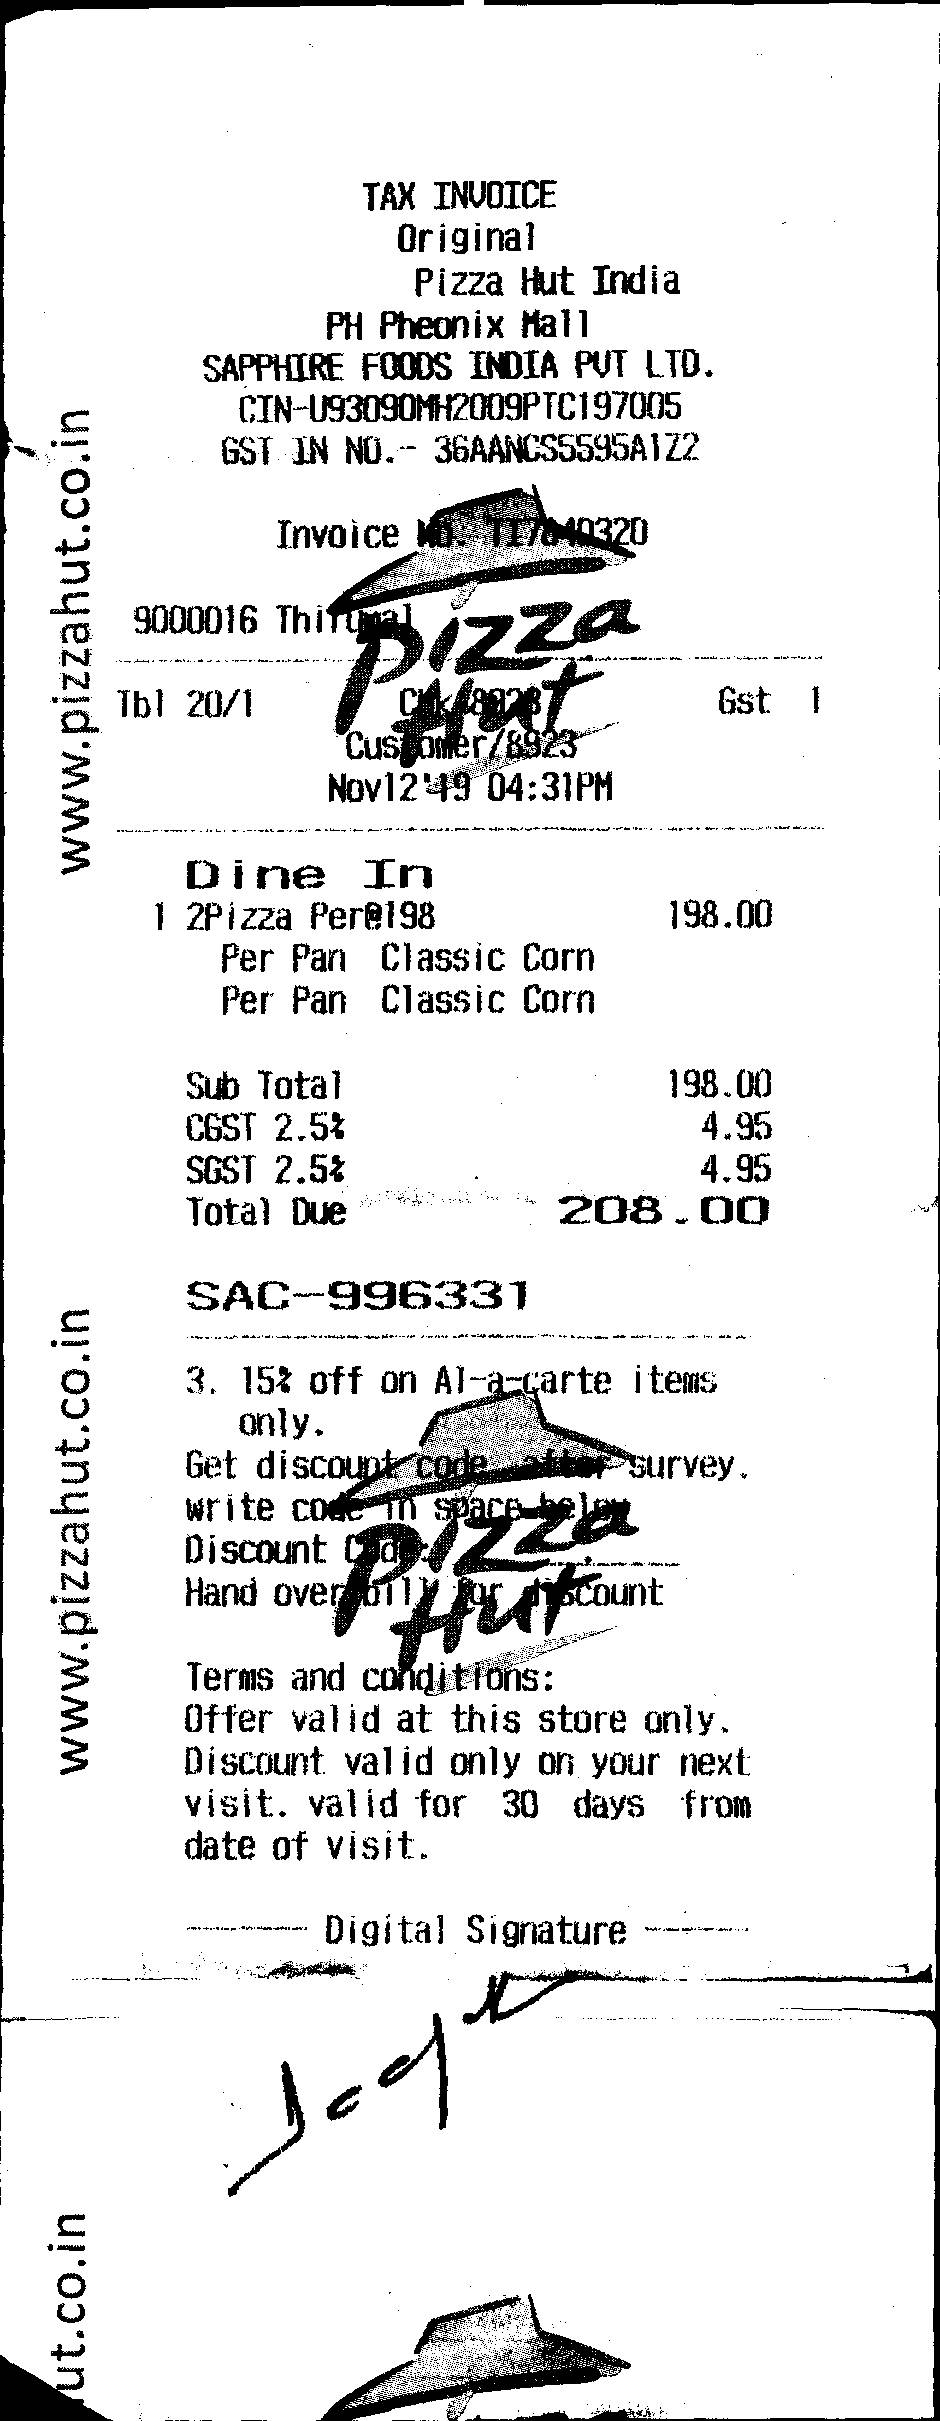 TAX INVOICE
Original
Pizza Hut India
PH Pheonix Mall
SAPPHIRE FOODS INDIA PVT LTD.
CIN-U93090MH2009PTC197005
GST IN NO.- 36AANCS5595A1Z2
Invoice No. TI7040320
9000016 Thirumal
Pizza
Hut
Tbl 20/1 Chk 8923 Gst 1
Customer/8923
Nov12'19 04:31PM
Dine In
1 2Pizza Per@198 198.00
Per Pan Classic Corn
Per Pan Classic Corn
Sub Total 198.00
CGST 2.5% 4.95
SGST 2.5% 4.95
Total Due 208.00
SAC-996331
3. 15% off on Al-a-carte items
only.
Get discount code after survey.
write code in space below
Discount Code:
Hand over bill for discount
Pizza
Hut
Terms and conditions:
Offer valid at this store only.
Discount valid only on your next
visit. valid for 30 days from
date of visit.
Digital Signature
www.pizzahut.co.in
www.pizzahut.co.in
ut.co.in